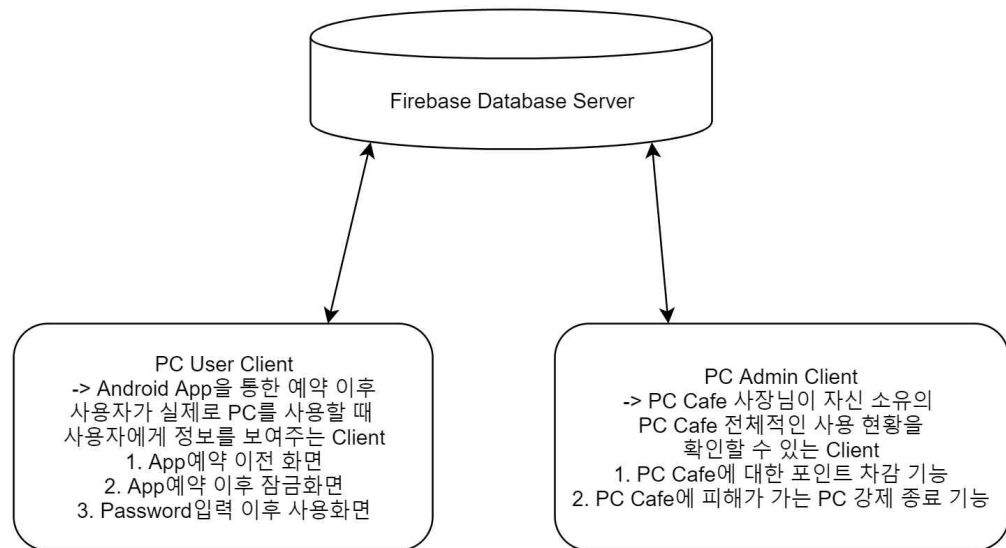 Firebase Database Server
PC User Client
-> Android App을 통한 예약 이후
사용자가 실제로 PC를 사용할 때
사용자에게 정보를 보여주는 Client
1. App예약 이전 화면
2. App예약 이후 잠금화면
3. Password입력 이후 사용화면
PC Admin Client
-> PC Cafe 사장님이 자신 소유의
PC Cafe 전체적인 사용 현황을
확인할 수 있는 Client
1. PC Cafe에 대한 포인트 차감 기능
2. PC Cafe에 피해가 가는 PC 강제 종료 기능